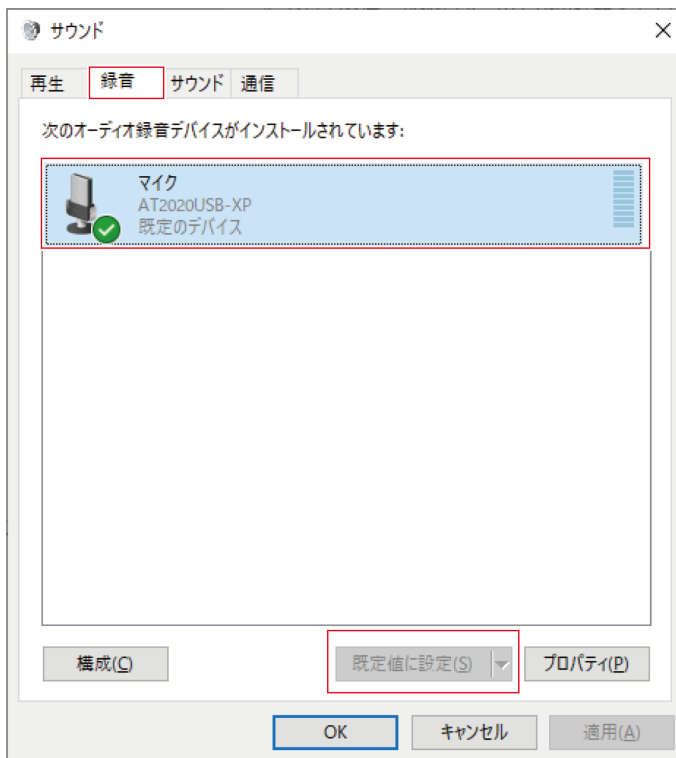 サウンド
再生 録音 サウンド 通信
次のオーディオ録音デバイスがインストールされています:
マイク
AT2020USB-XP
既定のデバイス
構成(C) 既定値に設定(S) プロパティ(P)
OK キャンセル 適用(A)